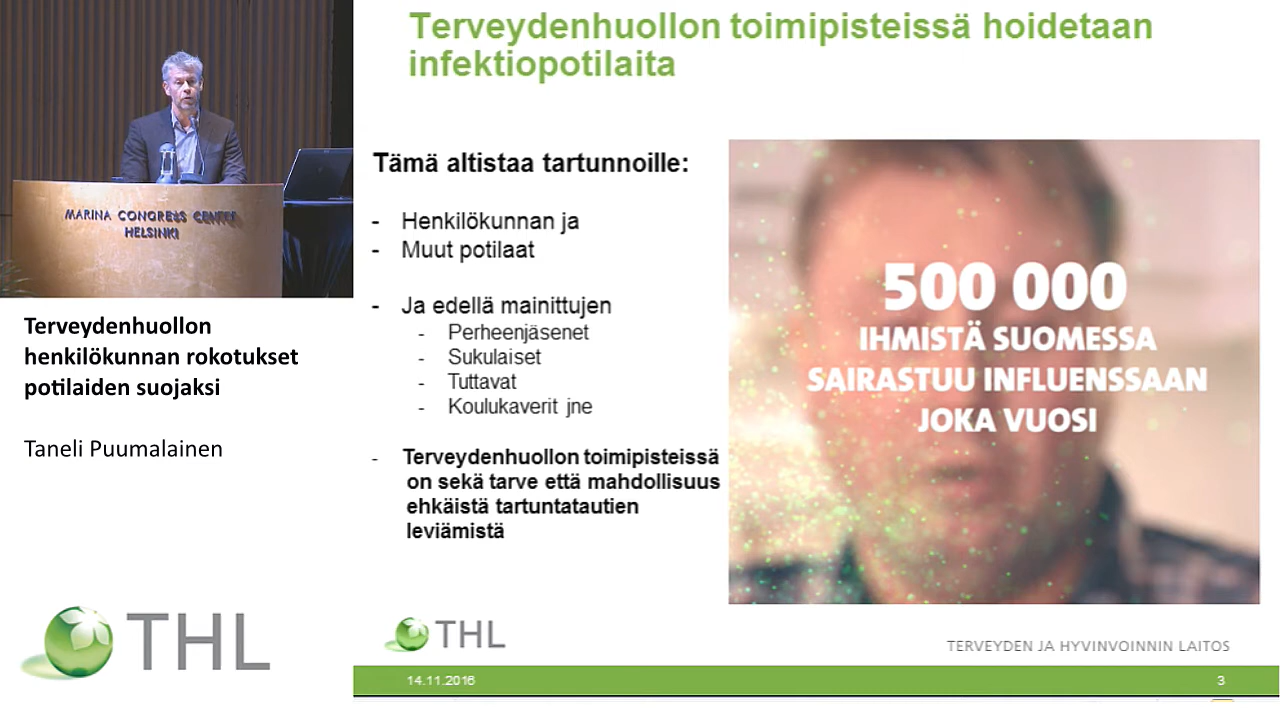 MARINA CONGRESS CENTER
HELSINKI
Terveydenhuollon
henkilökunnan rokotukset
potilaiden suojaksi
Taneli Puumalainen
THL
Terveydenhuollon toimipisteissä hoidetaan
infektiopotilaita
Tämä altistaa tartunnoille:
- Henkilökunnan ja
- Muut potilaat
- Ja edellä mainittujen
- Perheenjäsenet
- Sukulaiset
- Tuttavat
- Koulukaverit jne
- Terveydenhuollon toimipisteissä
on sekä tarve että mahdollisuus
ehkäistä tartuntatautien
leviämistä
500 000
IHMISTÄ SUOMESSA
SAIRASTUU INFLUENSSAAN
JOKA VUOSI
THL
TERVEYDEN JA HYVINVOINNIN LAITOS
14.11.2016
3